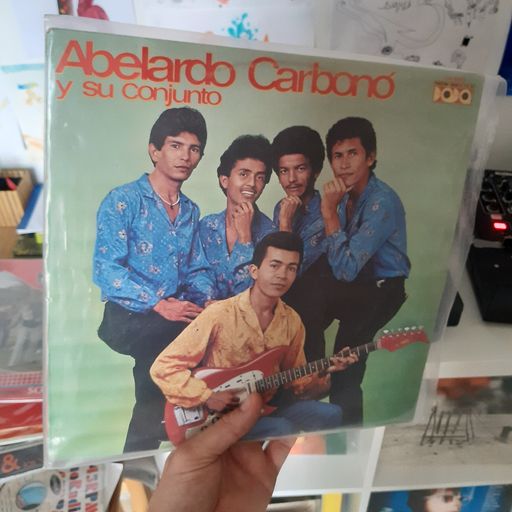 Abelardo Carbonó
y su conjunto
&